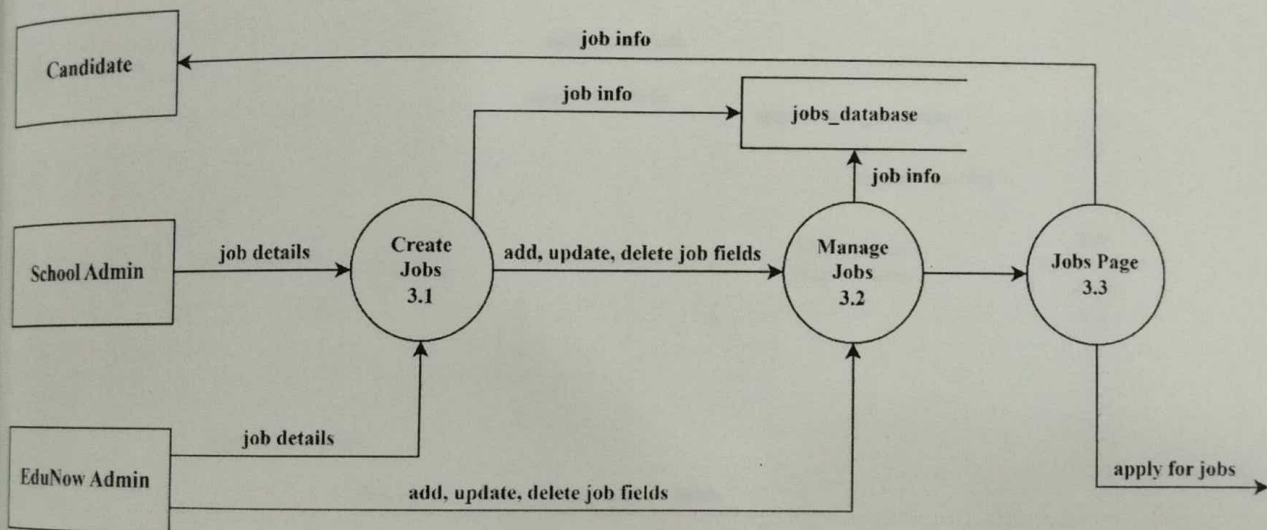 job info
Candidate
job info
jobs_database
job info
School Admin
job details
Create
Jobs
3.1
add, update, delete job fields
Manage
Jobs
3.2
Jobs Page
3.3
job details
EduNow Admin
add, update, delete job fields
apply for jobs